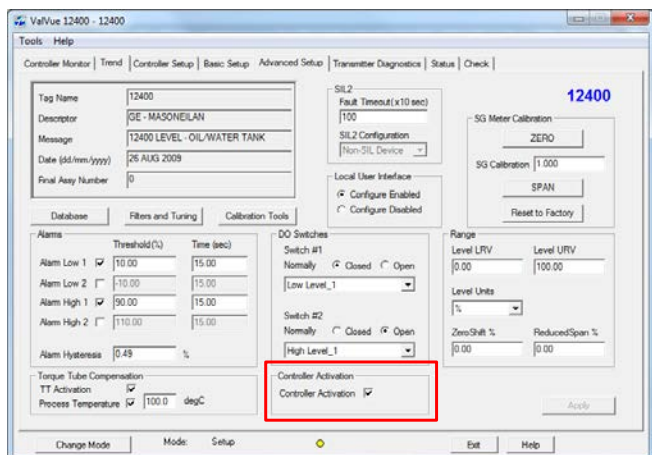 ValVue 12400 - 12400
Tools Help
Controller Monitor Trend Controller Setup Basic Setup Advanced Setup Transmitter Diagnostics Status Check
Tag Name 12400
Descriptor GE - MASONEILAN
Message 12400 LEVEL - OIL/WATER TANK
Date (dd/mm/yyyy) 26 AUG 2009
Final Assy Number 0
Database Filters and Tuning Calibration Tools
SIL2
Fault Timeout(x10 sec)
100
SIL2 Configuration
Non-SIL Device
Local User Interface
Configure Enabled
Configure Disabled
12400
SG Meter Calibration
ZERO
SG Calibration 1.000
SPAN
Reset to Factory
Alarms
Threshold(%) Time (sec)
Alarm Low 1 10.00 15.00
Alarm Low 2 -10.00 15.00
Alarm High 1 90.00 15.00
Alarm High 2 110.00 15.00
Alarm Hysteresis 0.49 %
DO Switches
Switch #1
Normally Closed Open
Low Level_1
Switch #2
Normally Closed Open
High Level_1
Range
Level LRV Level URV
0.00 100.00
Level Units
%
ZeroShift % ReducedSpan %
0.00 0.00
Torque Tube Compensation
TT Activation
Process Temperature 100.0 degC
Controller Activation
Controller Activation
Apply
Change Mode Mode: Setup Exit Help